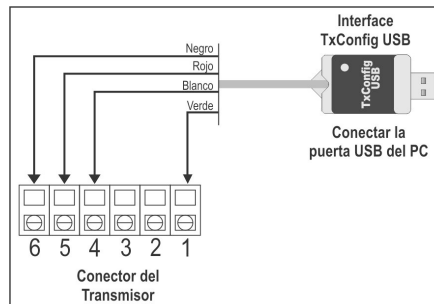 Interface
TxConfig USB
Negro
Rojo
Blanco
Verde
TxConfig
USB
Conectar la
puerta USB del PC
6 5 4 3 2 1
Conector del
Transmisor